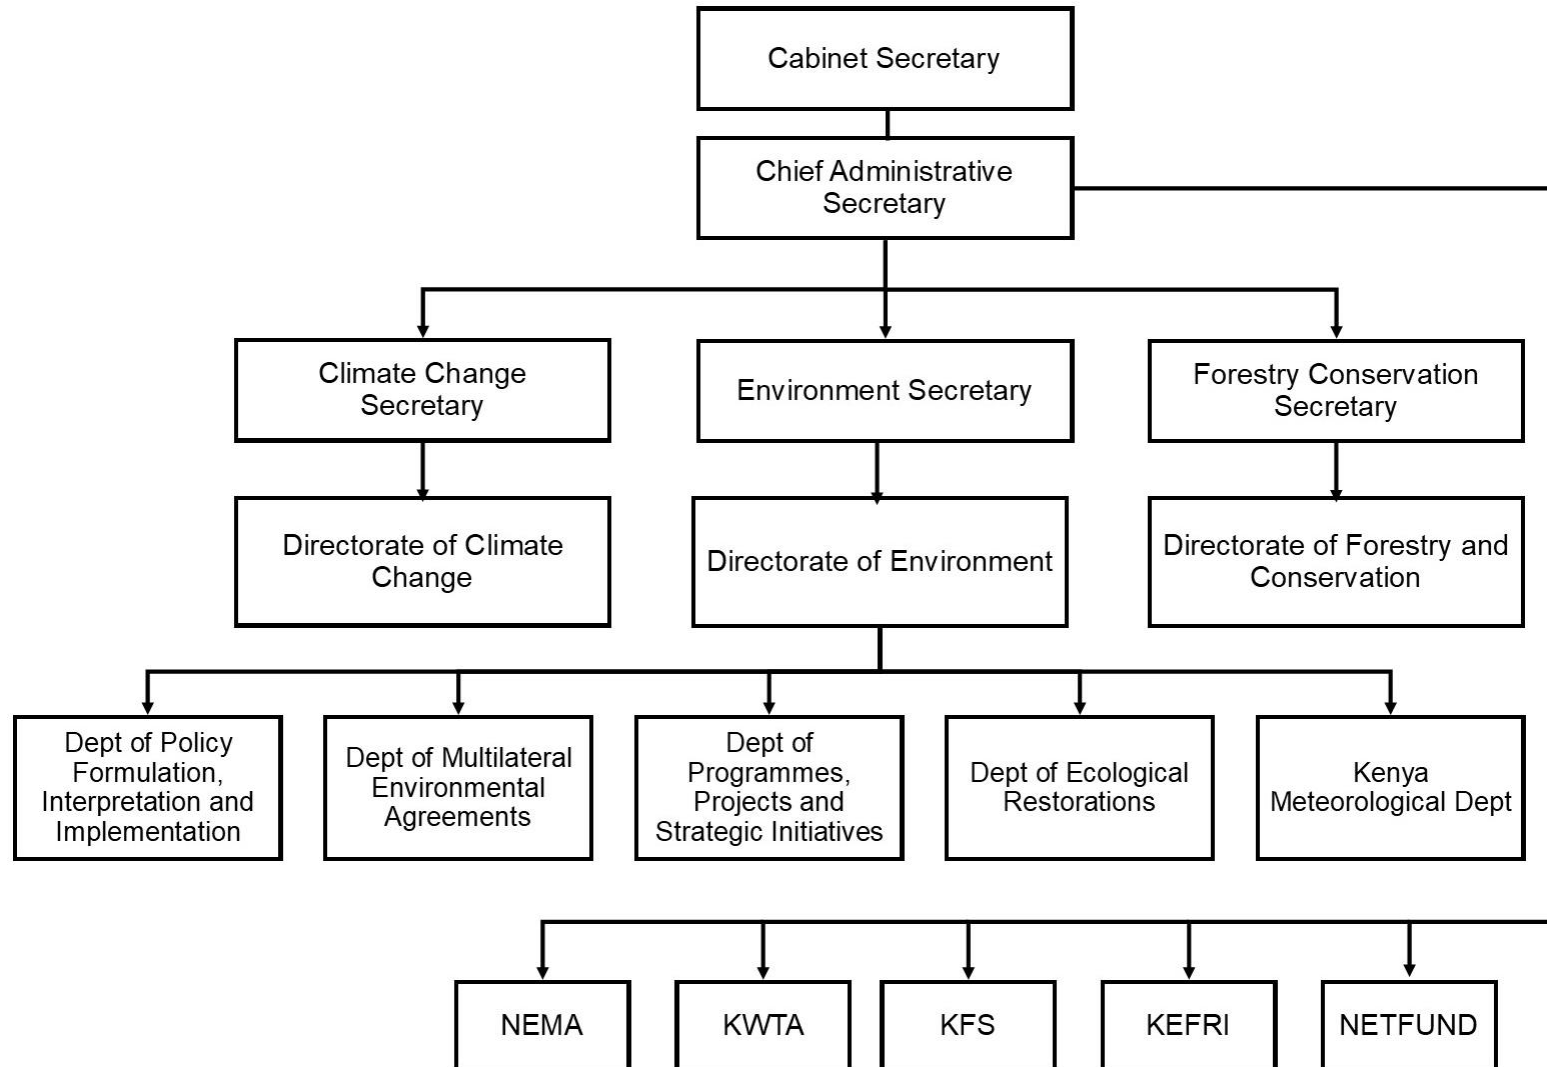 Cabinet Secretary
Chief Administrative
Secretary
Climate Change
Secretary
Environment Secretary
Forestry Conservation
Secretary
Directorate of Climate
Change
Directorate of Environment
Directorate of Forestry and
Conservation
Dept of Policy
Formulation,
Interpretation and
Implementation
Dept of Multilateral
Environmental
Agreements
Dept of
Programmes,
Projects and
Strategic Initiatives
Dept of Ecological
Restorations
Kenya
Meteorological Dept
NEMA
KWTA
KFS
KEFRI
NETFUND